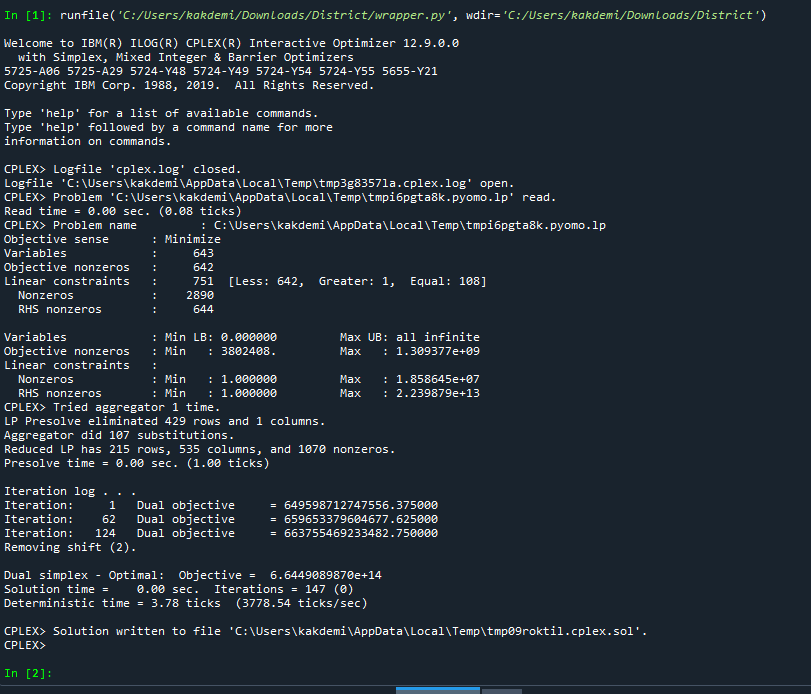 In [1]: runfile('C:/Users/kakdemi/Downloads/District/wrapper.py', wdir='C:/Users/kakdemi/Downloads/District')
Welcome to IBM(R) ILOG(R) CPLEX(R) Interactive Optimizer 12.9.0.0
with Simplex, Mixed Integer & Barrier Optimizers
5725-A06 5725-A29 5724-Y48 5724-Y49 5724-Y54 5724-Y55 5655-Y21
Copyright IBM Corp. 1988, 2019.  All Rights Reserved.
Type 'help' for a list of available commands.
Type 'help' followed by a command name for more
information on commands.
CPLEX> Logfile 'cplex.log' closed.
Logfile 'C:\Users\kakdemi\AppData\Local\Temp\tmp3g8357la.cplex.log' open.
CPLEX> Problem 'C:\Users\kakdemi\AppData\Local\Temp\tmpi6pgta8k.pyomo.lp' read.
Read time = 0.00 sec. (0.08 ticks)
CPLEX> Problem name         : C:\Users\kakdemi\AppData\Local\Temp\tmpi6pgta8k.pyomo.lp
Objective sense      : Minimize
Variables            :     643
Objective nonzeros   :     642
Linear constraints   :     751  [Less: 642,  Greater: 1,  Equal: 108]
Nonzeros           :    2890
RHS nonzeros       :     644
Variables            : Min LB: 0.000000         Max UB: all infinite
Objective nonzeros   : Min   : 3802408.         Max   : 1.309377e+09
Linear constraints   :
Nonzeros           : Min   : 1.000000         Max   : 1.858645e+07
RHS nonzeros       : Min   : 1.000000         Max   : 2.239879e+13
CPLEX> Tried aggregator 1 time.
LP Presolve eliminated 429 rows and 1 columns.
Aggregator did 107 substitutions.
Reduced LP has 215 rows, 535 columns, and 1070 nonzeros.
Presolve time = 0.00 sec. (1.00 ticks)
Iteration log . . .
Iteration:     1   Dual objective     = 649598712747556.375000
Iteration:    62   Dual objective     = 659653379604677.625000
Iteration:   124   Dual objective     = 663755469233482.750000
Removing shift (2).
Dual simplex - Optimal:  Objective =  6.6449089870e+14
Solution time =    0.00 sec.  Iterations = 147 (0)
Deterministic time = 3.78 ticks  (3778.54 ticks/sec)
CPLEX> Solution written to file 'C:\Users\kakdemi\AppData\Local\Temp\tmp09roktil.cplex.sol'.
CPLEX>
In [2]: